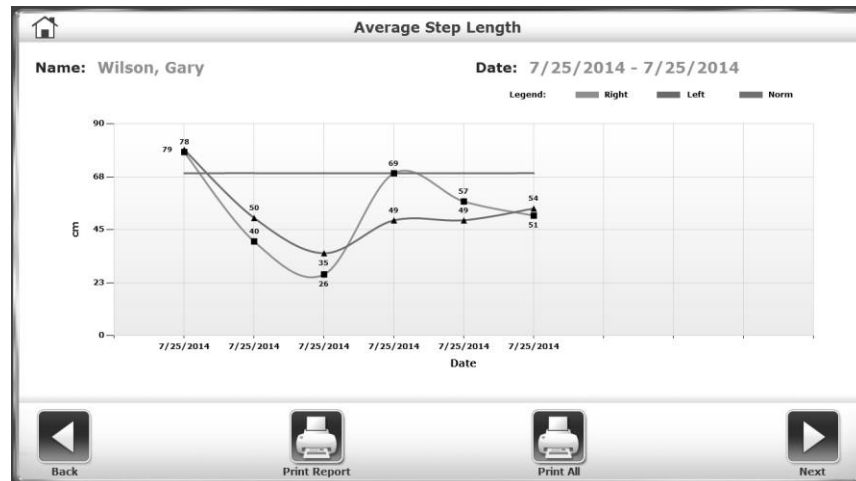 Average Step Length
Name: Wilson, Gary Date: 7/25/2014 - 7/25/2014
Legend: Right Left Norm
90
79 78
68
69
57
54
50
49 49
51
45
cm
40
35
26
23
0
7/25/2014 7/25/2014 7/25/2014 7/25/2014 7/25/2014 7/25/2014
Date
Back Print Report Print All Next